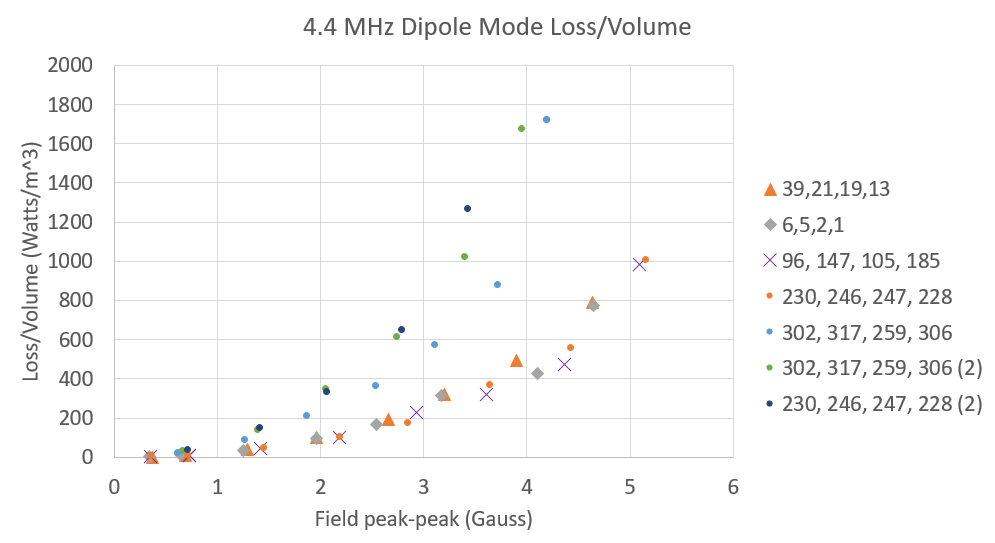 4.4 MHz Dipole Mode Loss/Volume
2000
1800
1600
1400
1200
1000
800
600
400
200
0
Loss/Volume (Watts/m^3)
0 1 2 3 4 5 6
Field peak-peak (Gauss)
39,21,19,13
6,5,2,1
96, 147, 105, 185
230, 246, 247, 228
302, 317, 259, 306
302, 317, 259, 306 (2)
230, 246, 247, 228 (2)